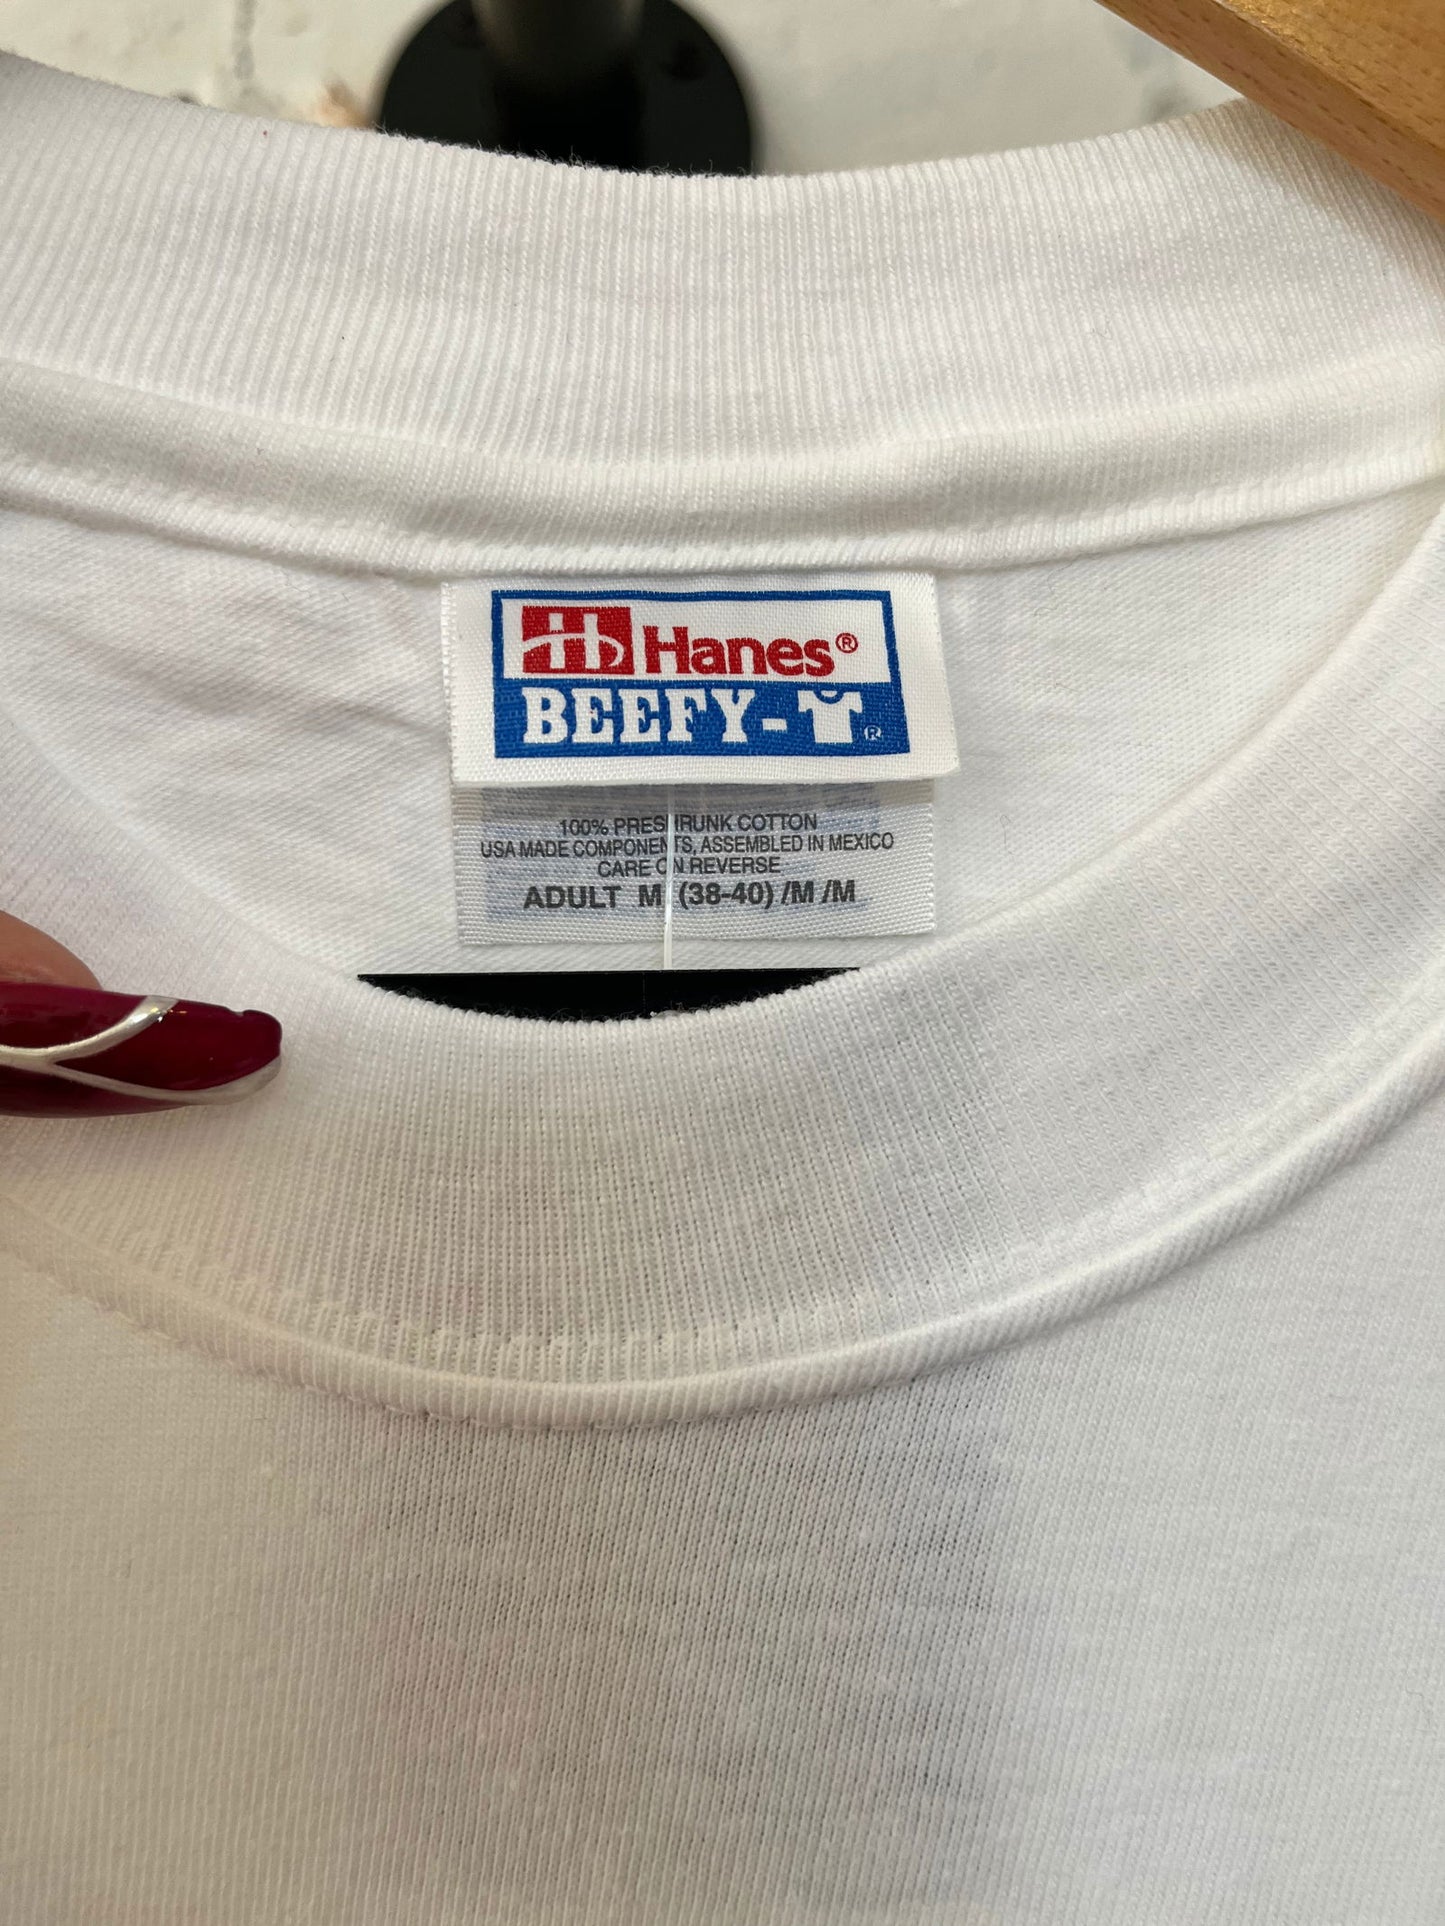 Hanes®
BEEFY-T®
100% PRESHRUNK COTTON
USA MADE COMPONENTS, ASSEMBLED IN MEXICO
CARE ON REVERSE
ADULT M (38-40) /M /M